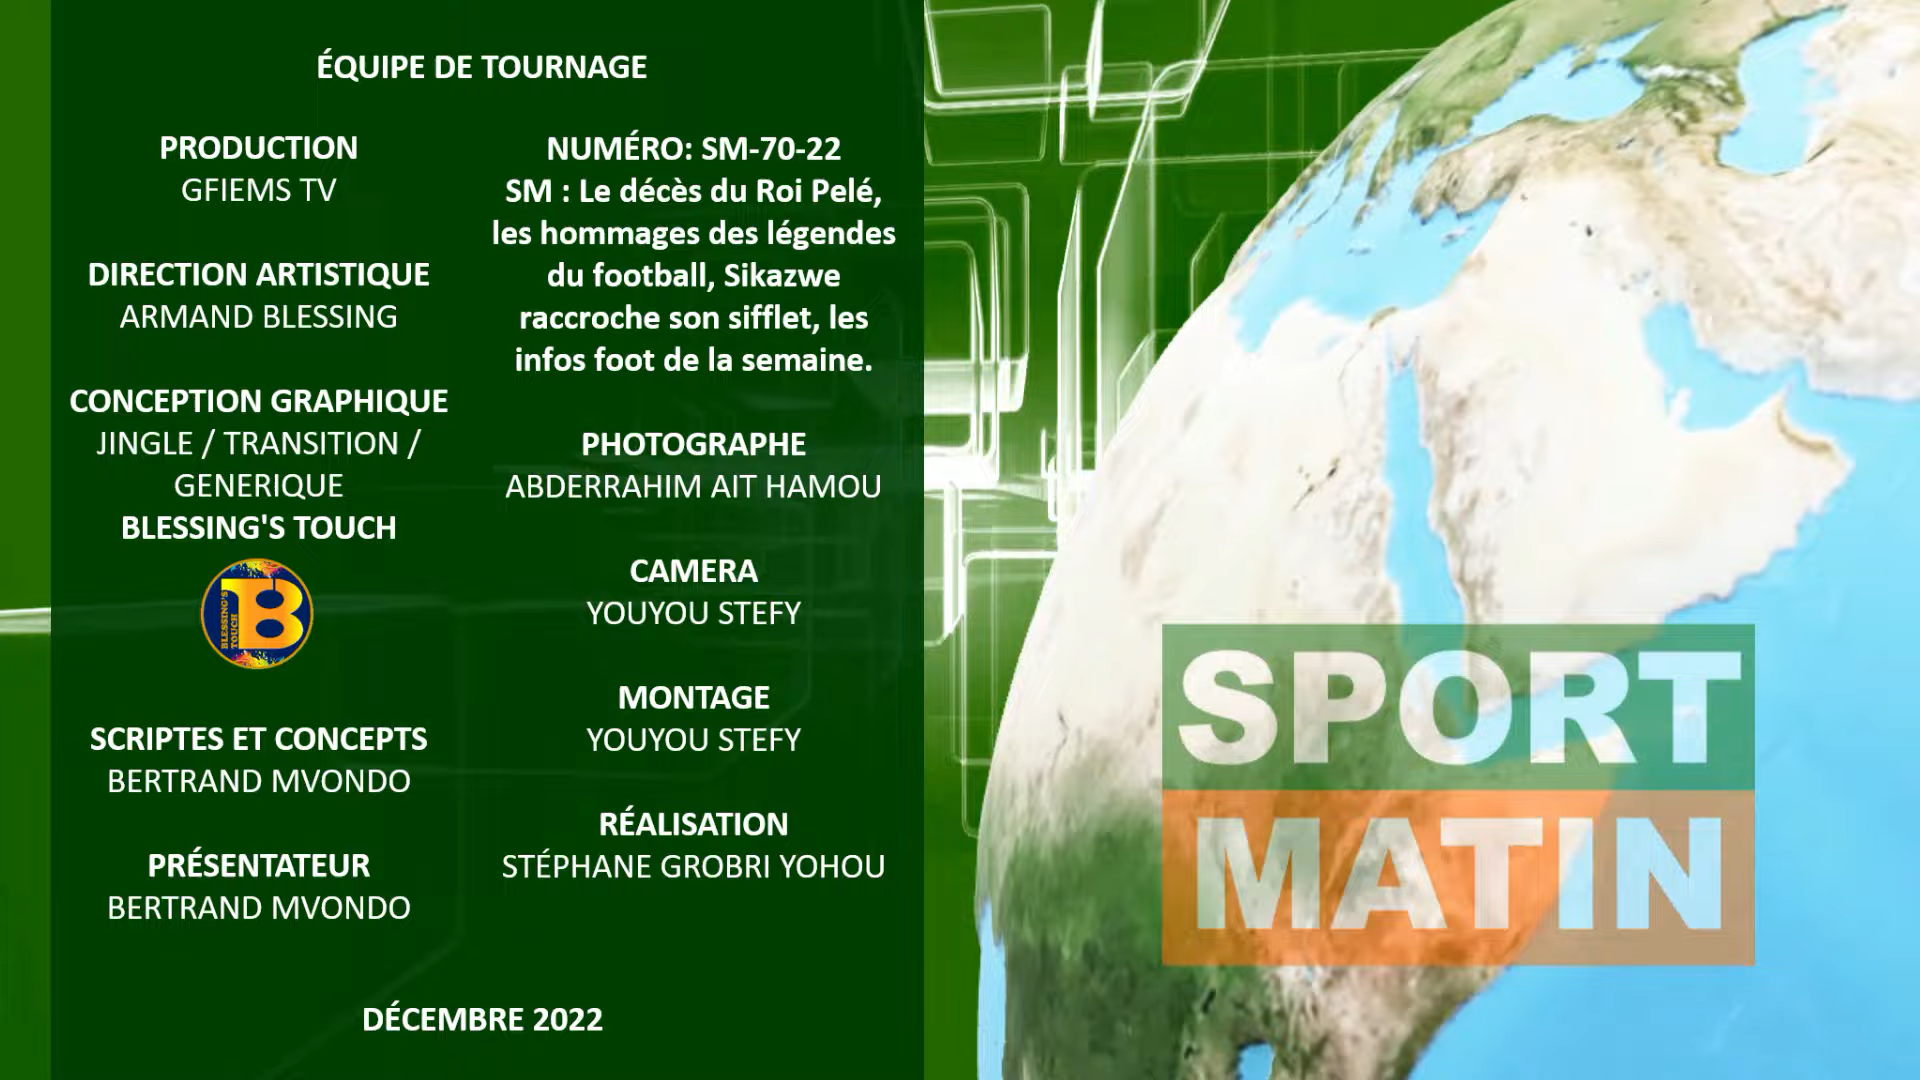 ÉQUIPE DE TOURNAGE
PRODUCTION
GFIEMS TV
DIRECTION ARTISTIQUE
ARMAND BLESSING
CONCEPTION GRAPHIQUE
JINGLE / TRANSITION /
GENERIQUE
BLESSING'S TOUCH
BLESSING'S
TOUCH
B
SCRIPTES ET CONCEPTS
BERTRAND MVONDO
PRÉSENTATEUR
BERTRAND MVONDO
NUMÉRO: SM-70-22
SM : Le décès du Roi Pelé,
les hommages des légendes
du football, Sikazwe
raccroche son sifflet, les
infos foot de la semaine.
PHOTOGRAPHE
ABDERRAHIM AIT HAMOU
CAMERA
YOUYOU STEFY
MONTAGE
YOUYOU STEFY
RÉALISATION
STÉPHANE GROBRI YOHOU
DÉCEMBRE 2022
SPORT
MATIN